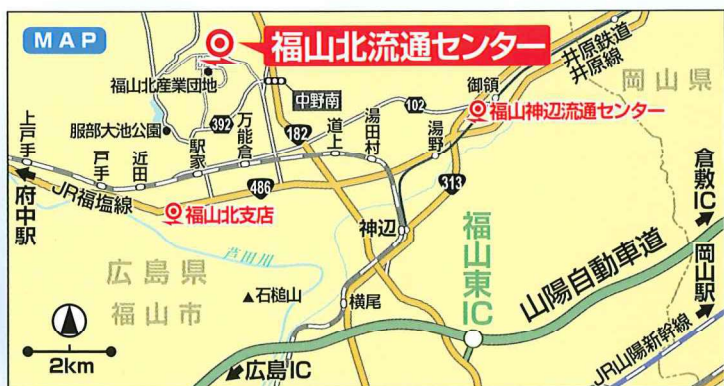 MAP
福山北流通センター
井原鉄道
井原線
岡山県
福山北産業団地
中野南
御領
102
福山神辺流通センター
上戸手
服部大池公園
392
万能倉
182
道上
湯田村
湯野
戸手
近田
駅家
倉敷IC
府中駅
JR福塩線
486
313
福山北支店
神辺
福山東IC
山陽自動車道
岡山駅
芦田川
広島県
福山市
石槌山
横尾
2km
広島IC
JR山陽新幹線